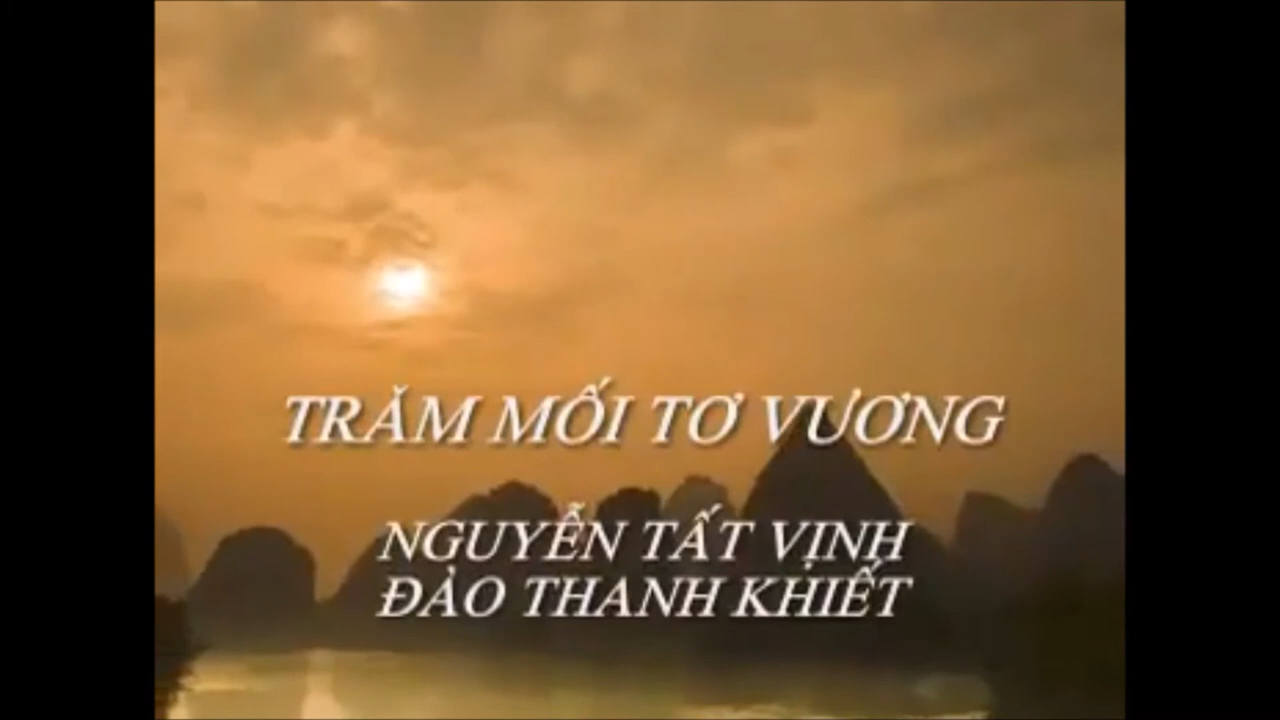 TRĂM MỐI TƠ VƯƠNG
NGUYỄN TẤT VỊNH
ĐÀO THANH KHIẾT